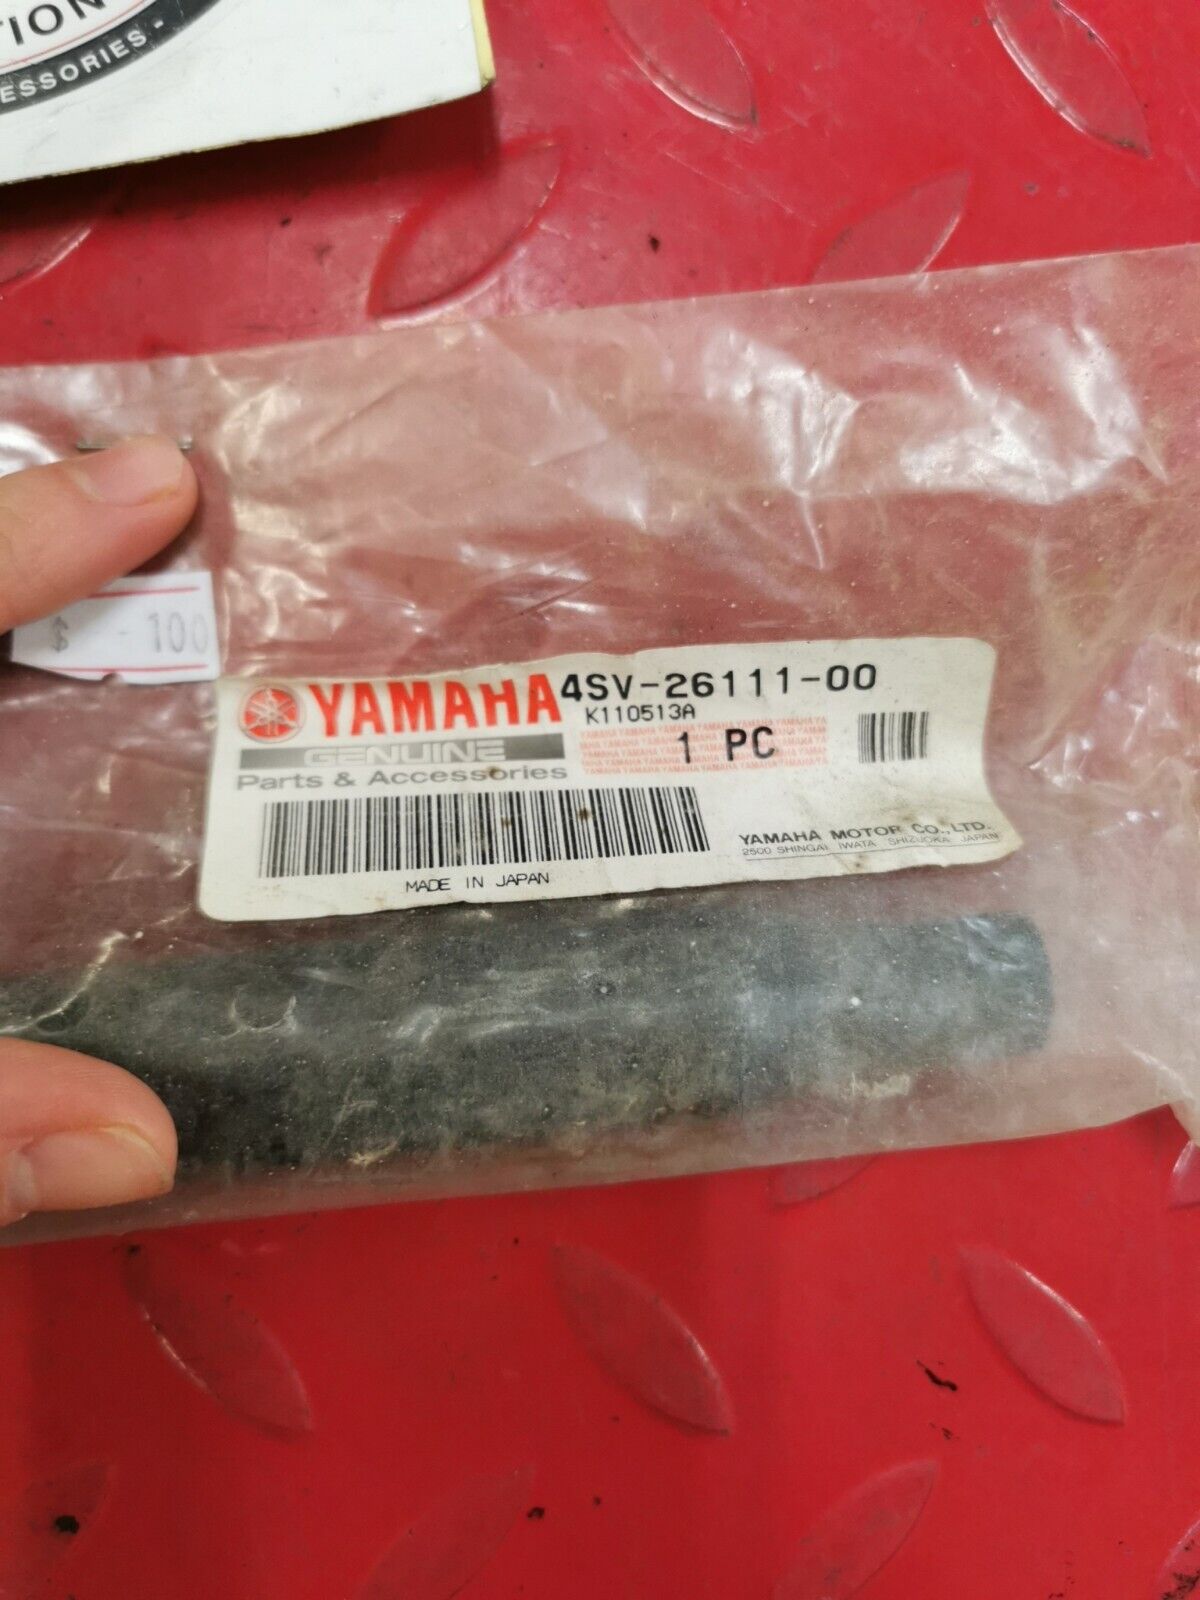 TION
ESSORIES -
- 100
YAMAHA 4SV-26111-00
K110513A
GENUINE
1 PC
Parts & Accessories
YAMAHA MOTOR CO.,LTD.
2500 SHINGAI IWATA SHIZUOKA JAPAN
MADE IN JAPAN